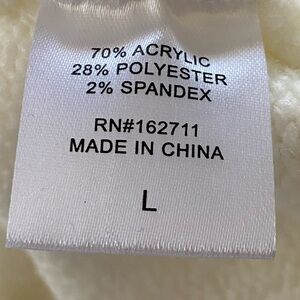 70% ACRYLIC
28% POLYESTER
2% SPANDEX
RN#162711
MADE IN CHINA
L